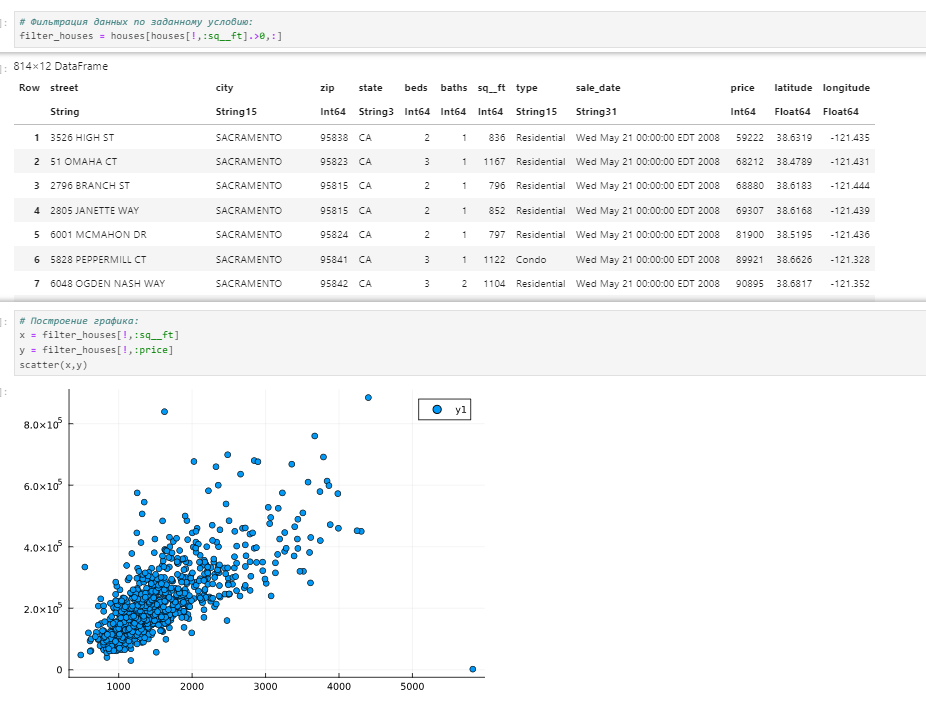 ]:
# Фильтрация данных по заданному условию:
filter_houses = houses[houses[!,:sq__ft].>0,:]
]:
814×12 DataFrame
Row street city zip state beds baths sq__ft type sale_date price latitude longitude
String String15 Int64 String3 Int64 Int64 Int64 String15 String31 Int64 Float64 Float64
1 3526 HIGH ST SACRAMENTO 95838 CA 2 1 836 Residential Wed May 21 00:00:00 EDT 2008 59222 38.6319 -121.435
2 51 OMAHA CT SACRAMENTO 95823 CA 3 1 1167 Residential Wed May 21 00:00:00 EDT 2008 68212 38.4789 -121.431
3 2796 BRANCH ST SACRAMENTO 95815 CA 2 1 796 Residential Wed May 21 00:00:00 EDT 2008 68880 38.6183 -121.444
4 2805 JANETTE WAY SACRAMENTO 95815 CA 2 1 852 Residential Wed May 21 00:00:00 EDT 2008 69307 38.6168 -121.439
5 6001 MCMAHON DR SACRAMENTO 95824 CA 2 1 797 Residential Wed May 21 00:00:00 EDT 2008 81900 38.5195 -121.436
6 5828 PEPPERMILL CT SACRAMENTO 95841 CA 3 1 1122 Condo Wed May 21 00:00:00 EDT 2008 89921 38.6626 -121.328
7 6048 OGDEN NASH WAY SACRAMENTO 95842 CA 3 2 1104 Residential Wed May 21 00:00:00 EDT 2008 90895 38.6817 -121.352
]:
# Построение графика:
x = filter_houses[!,:sq__ft]
y = filter_houses[!,:price]
scatter(x,y)
]:
y1
8.0×10⁵
6.0×10⁵
4.0×10⁵
2.0×10⁵
0
1000 2000 3000 4000 5000